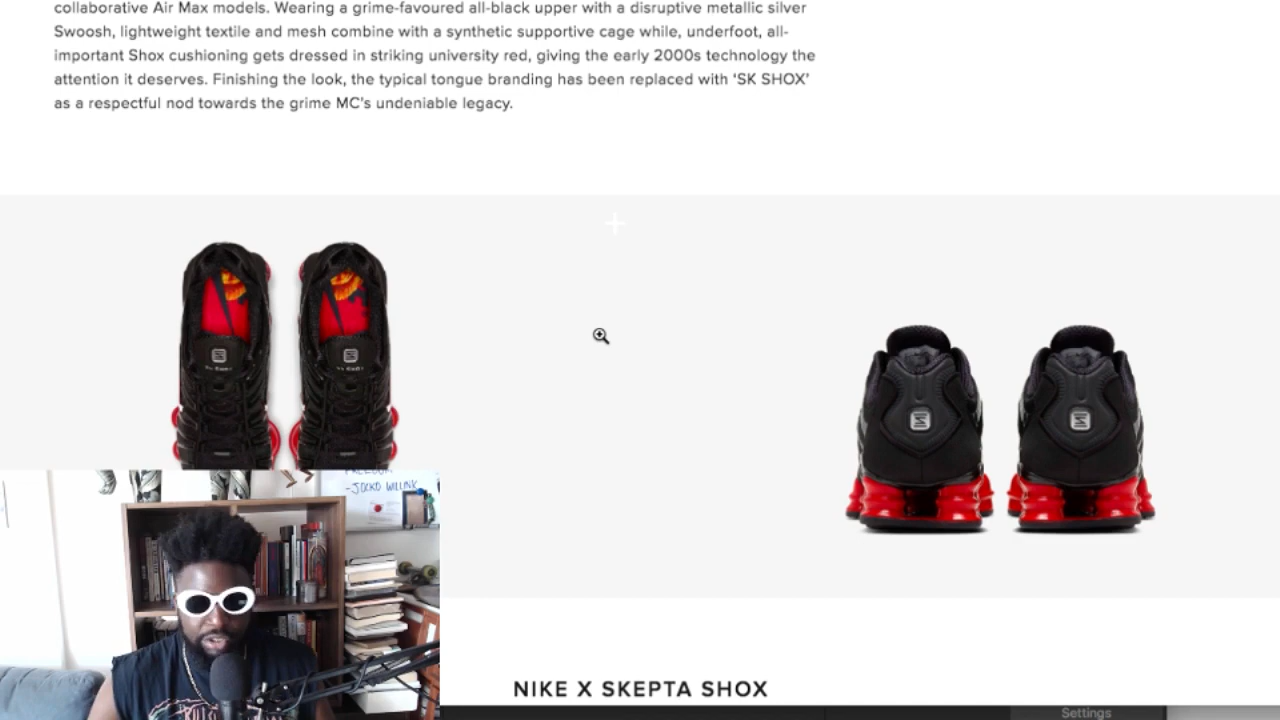 collaborative Air Max models. Wearing a grime-favoured all-black upper with a disruptive metallic silver
Swoosh, lightweight textile and mesh combine with a synthetic supportive cage while, underfoot, all-
important Shox cushioning gets dressed in striking university red, giving the early 2000s technology the
attention it deserves. Finishing the look, the typical tongue branding has been replaced with ‘SK SHOX’
as a respectful nod towards the grime MC's undeniable legacy.
FREEDOM
-JOCKO WILLINK
NIKE X SKEPTA SHOX
Settings